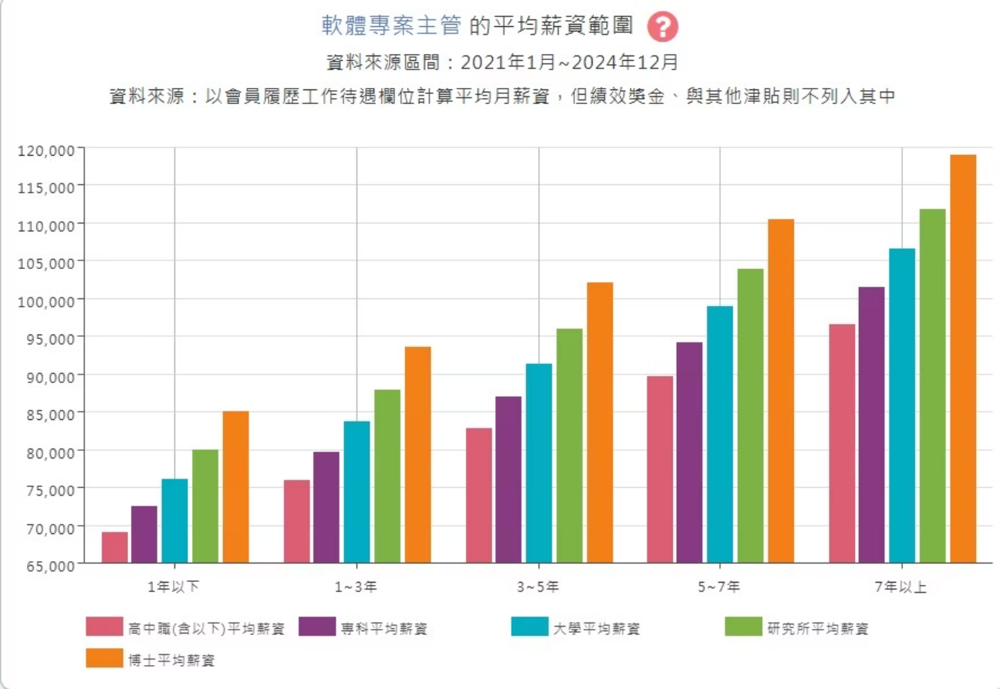 軟體專案主管 的平均薪資範圍 ?
資料來源區間：2021年1月~2024年12月
資料來源：以會員履歷工作待遇欄位計算平均月薪資，但績效獎金、與其他津貼則不列入其中
120,000
115,000
110,000
105,000
100,000
95,000
90,000
85,000
80,000
75,000
70,000
65,000
1年以下 1~3年 3~5年 5~7年 7年以上
高中職(含以下)平均薪資 專科平均薪資 大學平均薪資 研究所平均薪資
博士平均薪資